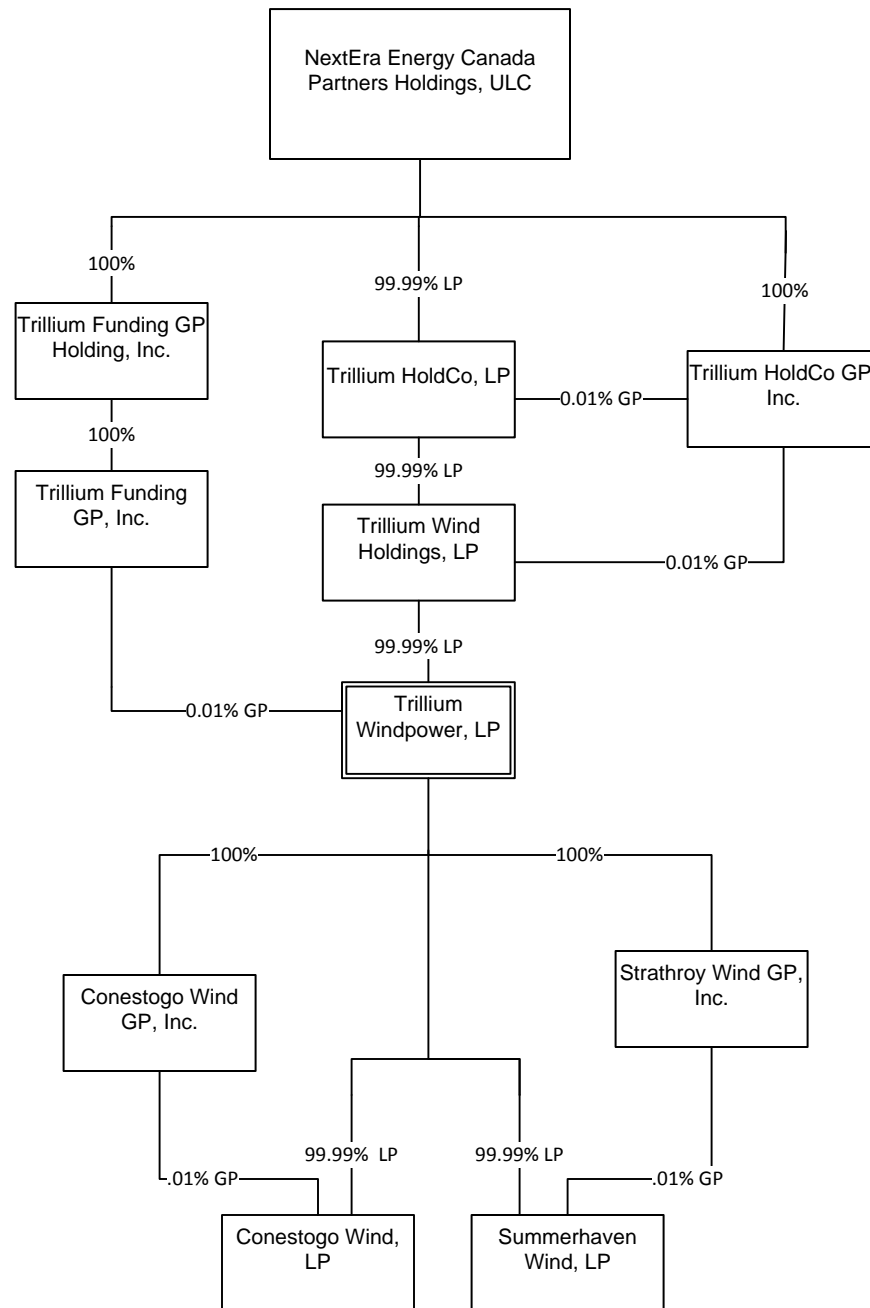 NextEra Energy Canada
Partners Holdings, ULC
100%
99.99% LP
100%
Trillium Funding GP
Holding, Inc.
Trillium HoldCo, LP
0.01% GP
Trillium HoldCo GP
Inc.
100%
99.99% LP
Trillium Funding
GP, Inc.
Trillium Wind
Holdings, LP
0.01% GP
99.99% LP
0.01% GP
Trillium
Windpower, LP
100%
100%
Conestogo Wind
GP, Inc.
Strathroy Wind GP,
Inc.
99.99%  LP
99.99% LP
.01% GP
.01% GP
Conestogo Wind,
LP
Summerhaven
Wind, LP